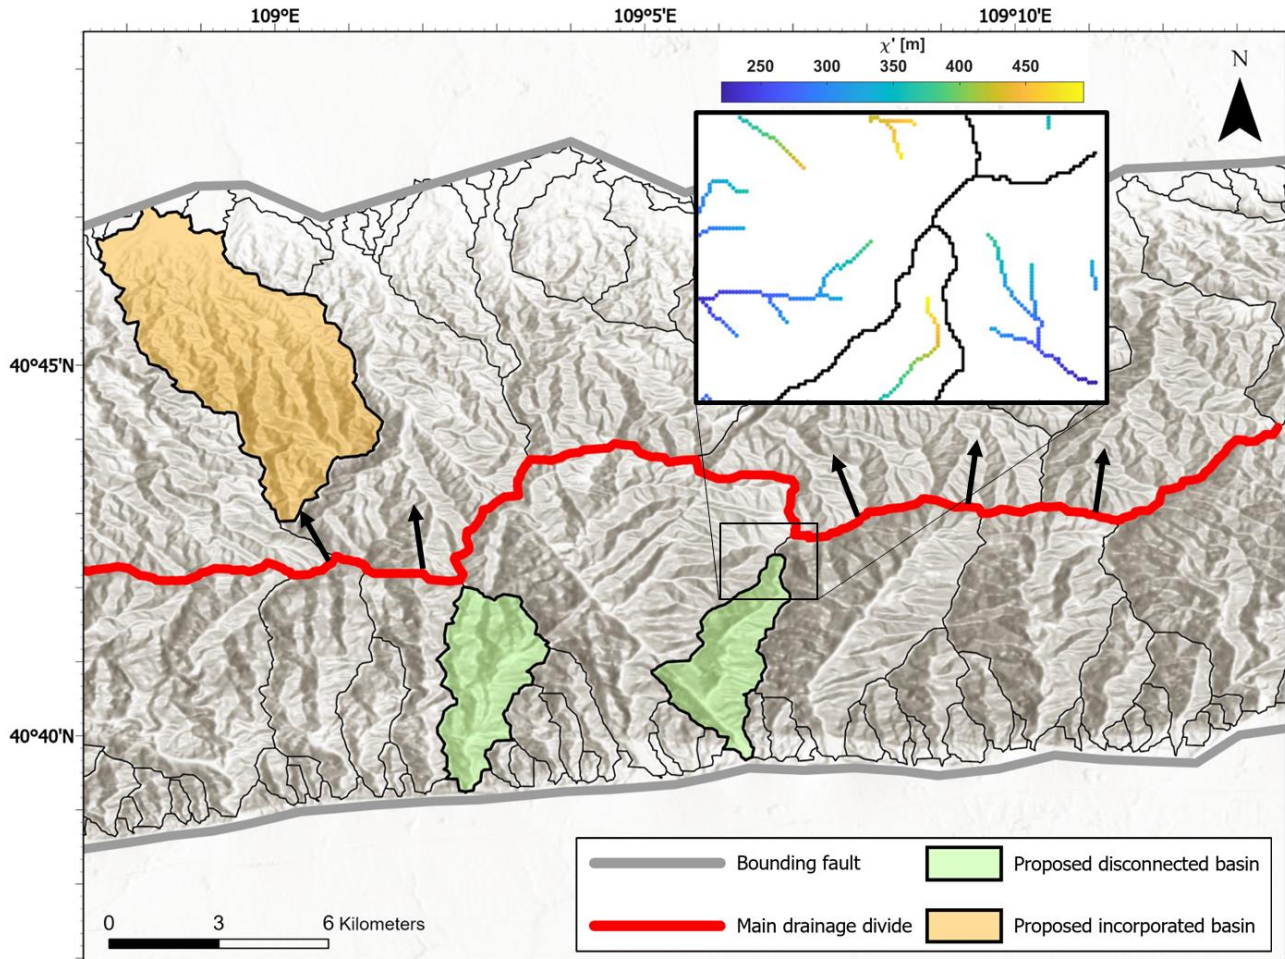 109°E 109°5'E 109°10'E
χ' [m]
250 300 350 400 450
N
40°45'N
40°40'N
Bounding fault
Proposed disconnected basin
Main drainage divide
Proposed incorporated basin
0 3 6 Kilometers